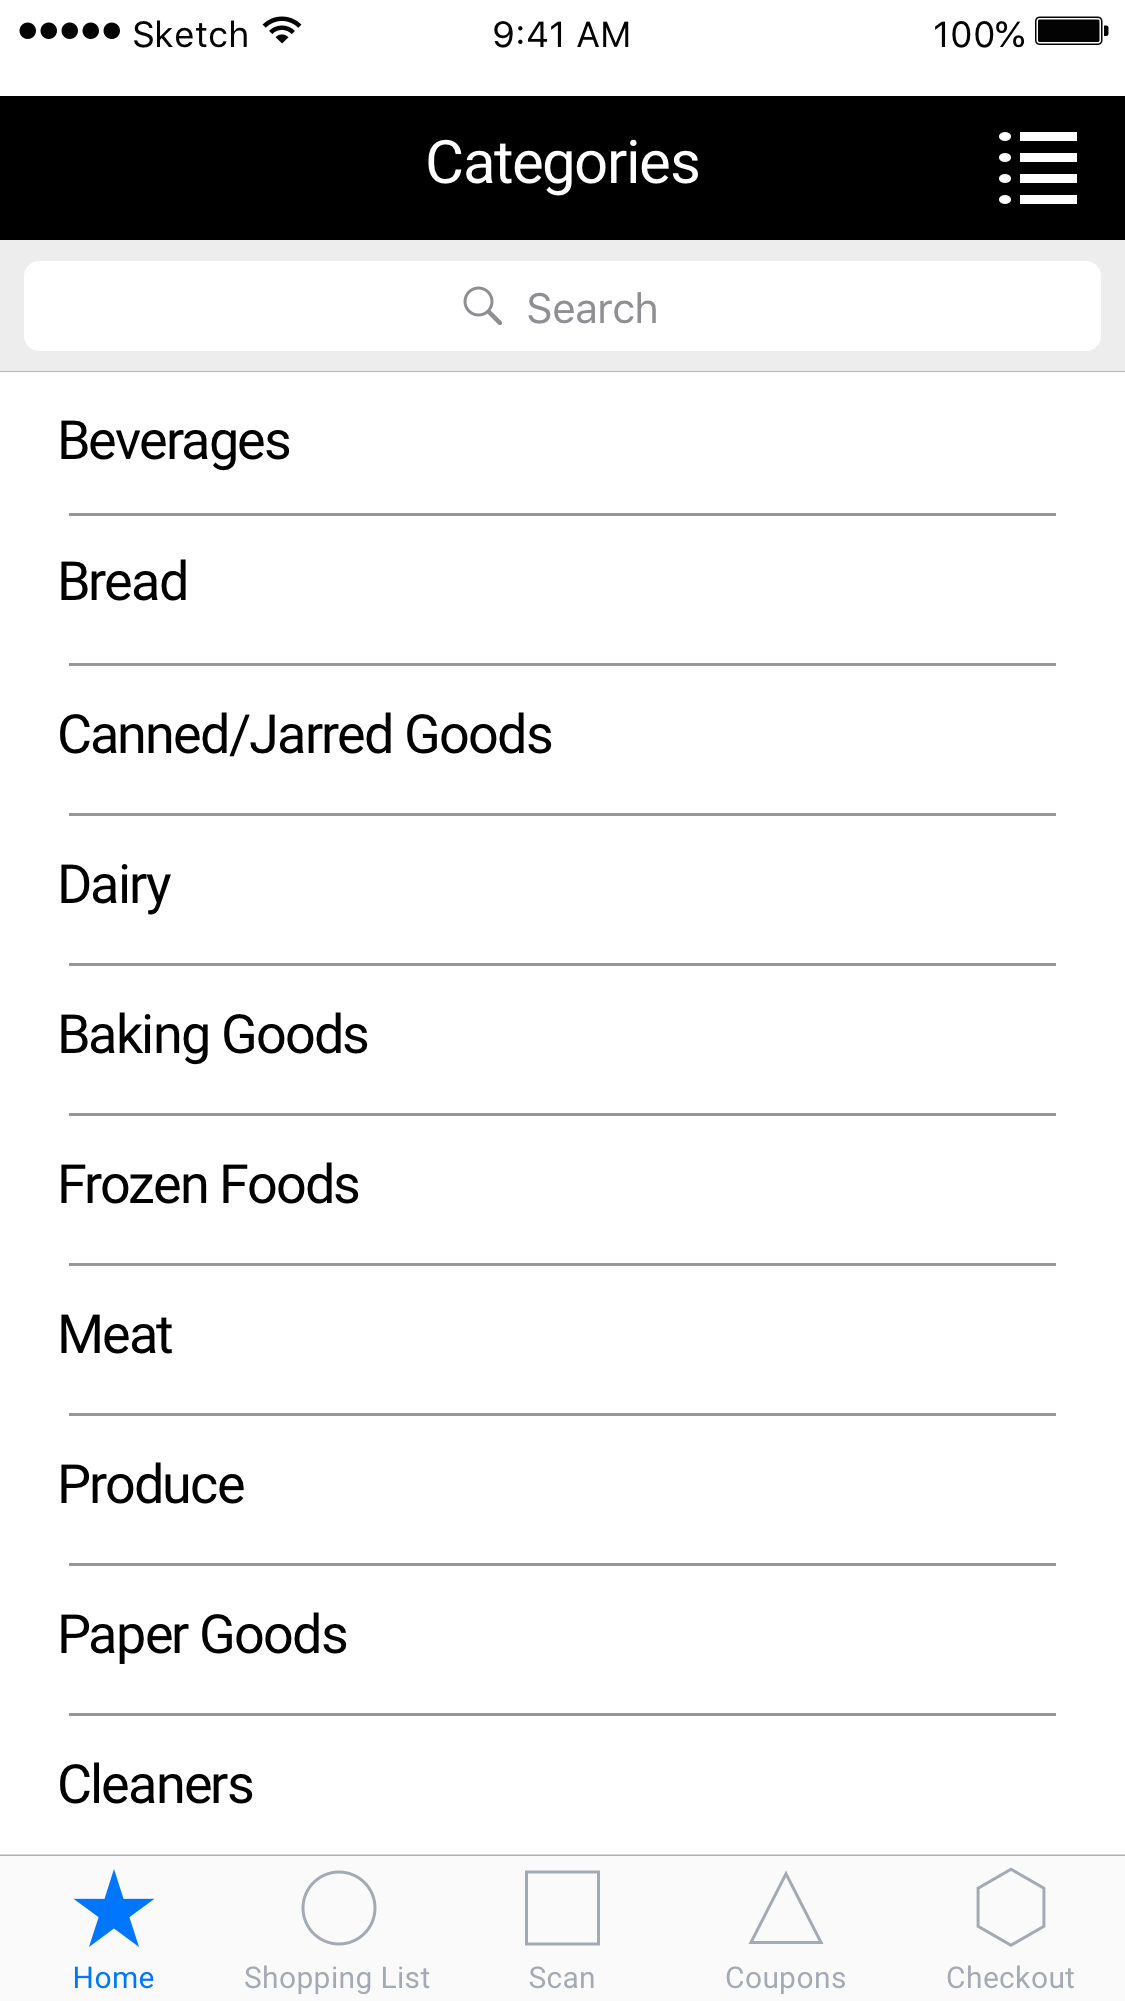 Sketch 9:41 AM 100%
Categories
Search
Beverages
Bread
Canned/Jarred Goods
Dairy
Baking Goods
Frozen Foods
Meat
Produce
Paper Goods
Cleaners
Home Shopping List Scan Coupons Checkout